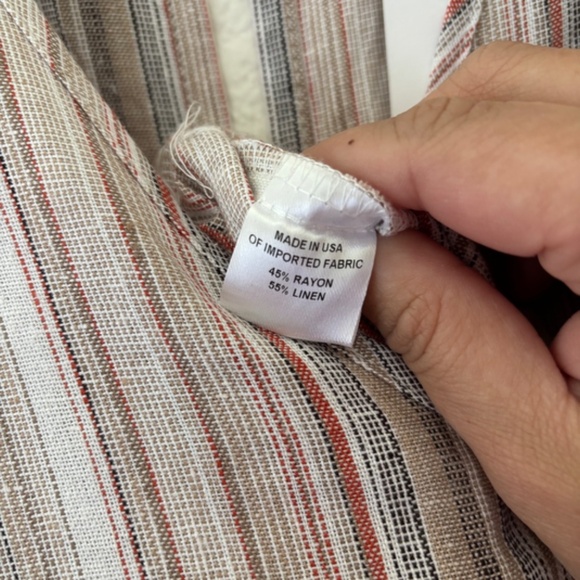 MADE IN USA
OF IMPORTED FABRIC
45% RAYON
55% LINEN